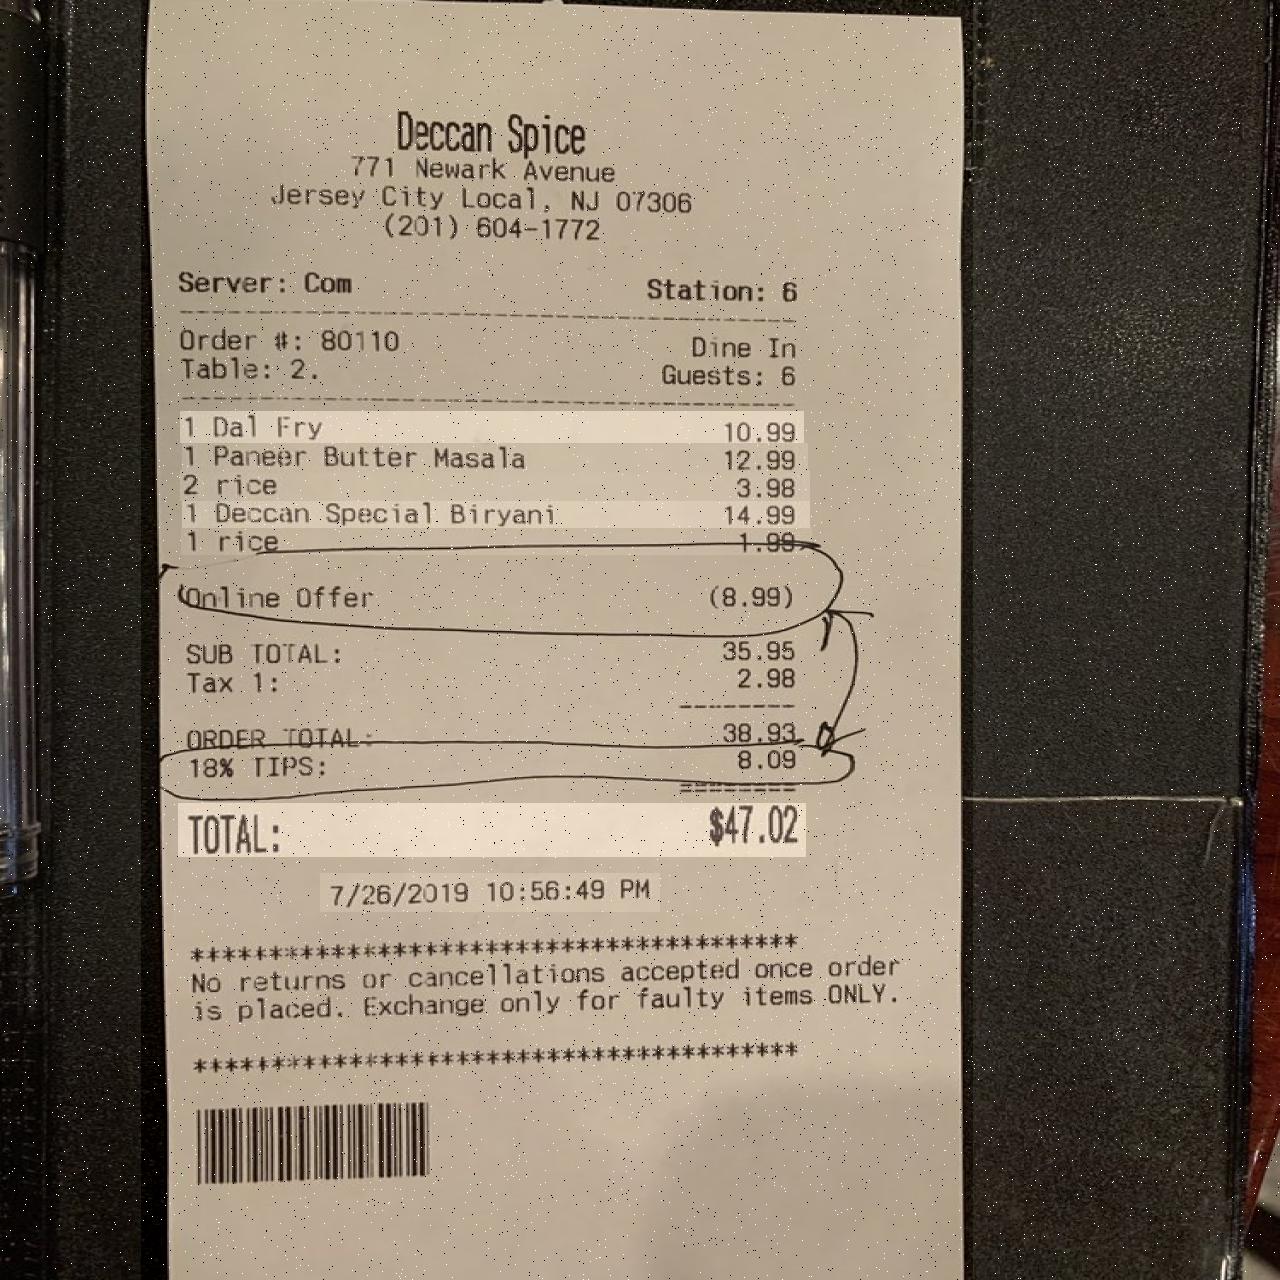 Deccan Spice
771 Newark Avenue
Jersey City Local, NJ 07306
(201) 604-1772
Server: Com Station: 6
Order #: 80110 Dine In
Table: 2. Guests: 6
1 Dal Fry 10.99
1 Paneer Butter Masala 12.99
2 rice 3.98
1 Deccan Special Biryani 14.99
1 rice 1.99
Online Offer (8.99)
SUB TOTAL: 35.95
Tax 1: 2.98
ORDER TOTAL: 38.93
18% TIPS: 8.09
========
TOTAL: $47.02
7/26/2019 10:56:49 PM
***************************************
No returns or cancellations accepted once order
is placed. Exchange only for faulty items ONLY.
***************************************